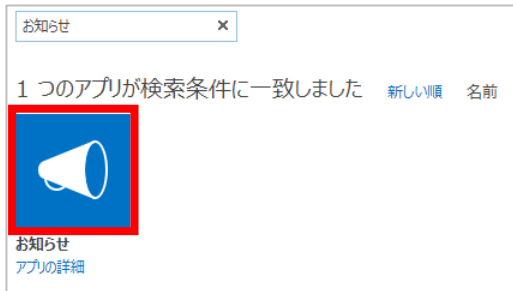 お知らせ ×
1 つのアプリが検索条件に一致しました 新しい順 名前
お知らせ
アプリの詳細